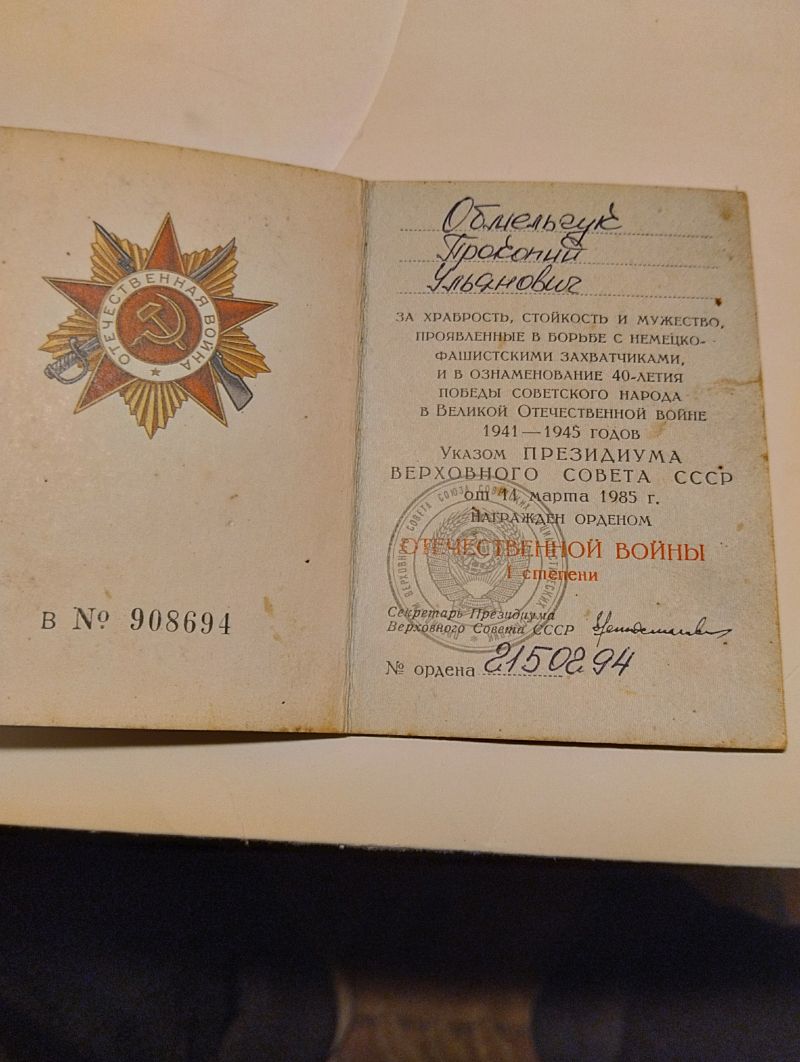 ОТЕЧЕСТВЕННАЯ ВОЙНА
В № 908694
Обмельчук
Прокопий
Ульянович
ЗА ХРАБРОСТЬ, СТОЙКОСТЬ И МУЖЕСТВО,
ПРОЯВЛЕННЫЕ В БОРЬБЕ С НЕМЕЦКО-
ФАШИСТСКИМИ ЗАХВАТЧИКАМИ,
И В ОЗНАМЕНОВАНИЕ 40-ЛЕТИЯ
ПОБЕДЫ СОВЕТСКОГО НАРОДА
В ВЕЛИКОЙ ОТЕЧЕСТВЕННОЙ ВОЙНЕ
1941—1945 ГОДОВ
УКАЗОМ ПРЕЗИДИУМА
ВЕРХОВНОГО СОВЕТА СССР
от 11 марта 1985 г.
НАГРАЖДЕН ОРДЕНОМ
ОТЕЧЕСТВЕННОЙ ВОЙНЫ
I степени
Секретарь Президиума
Верховного Совета СССР
№ ордена 2150294